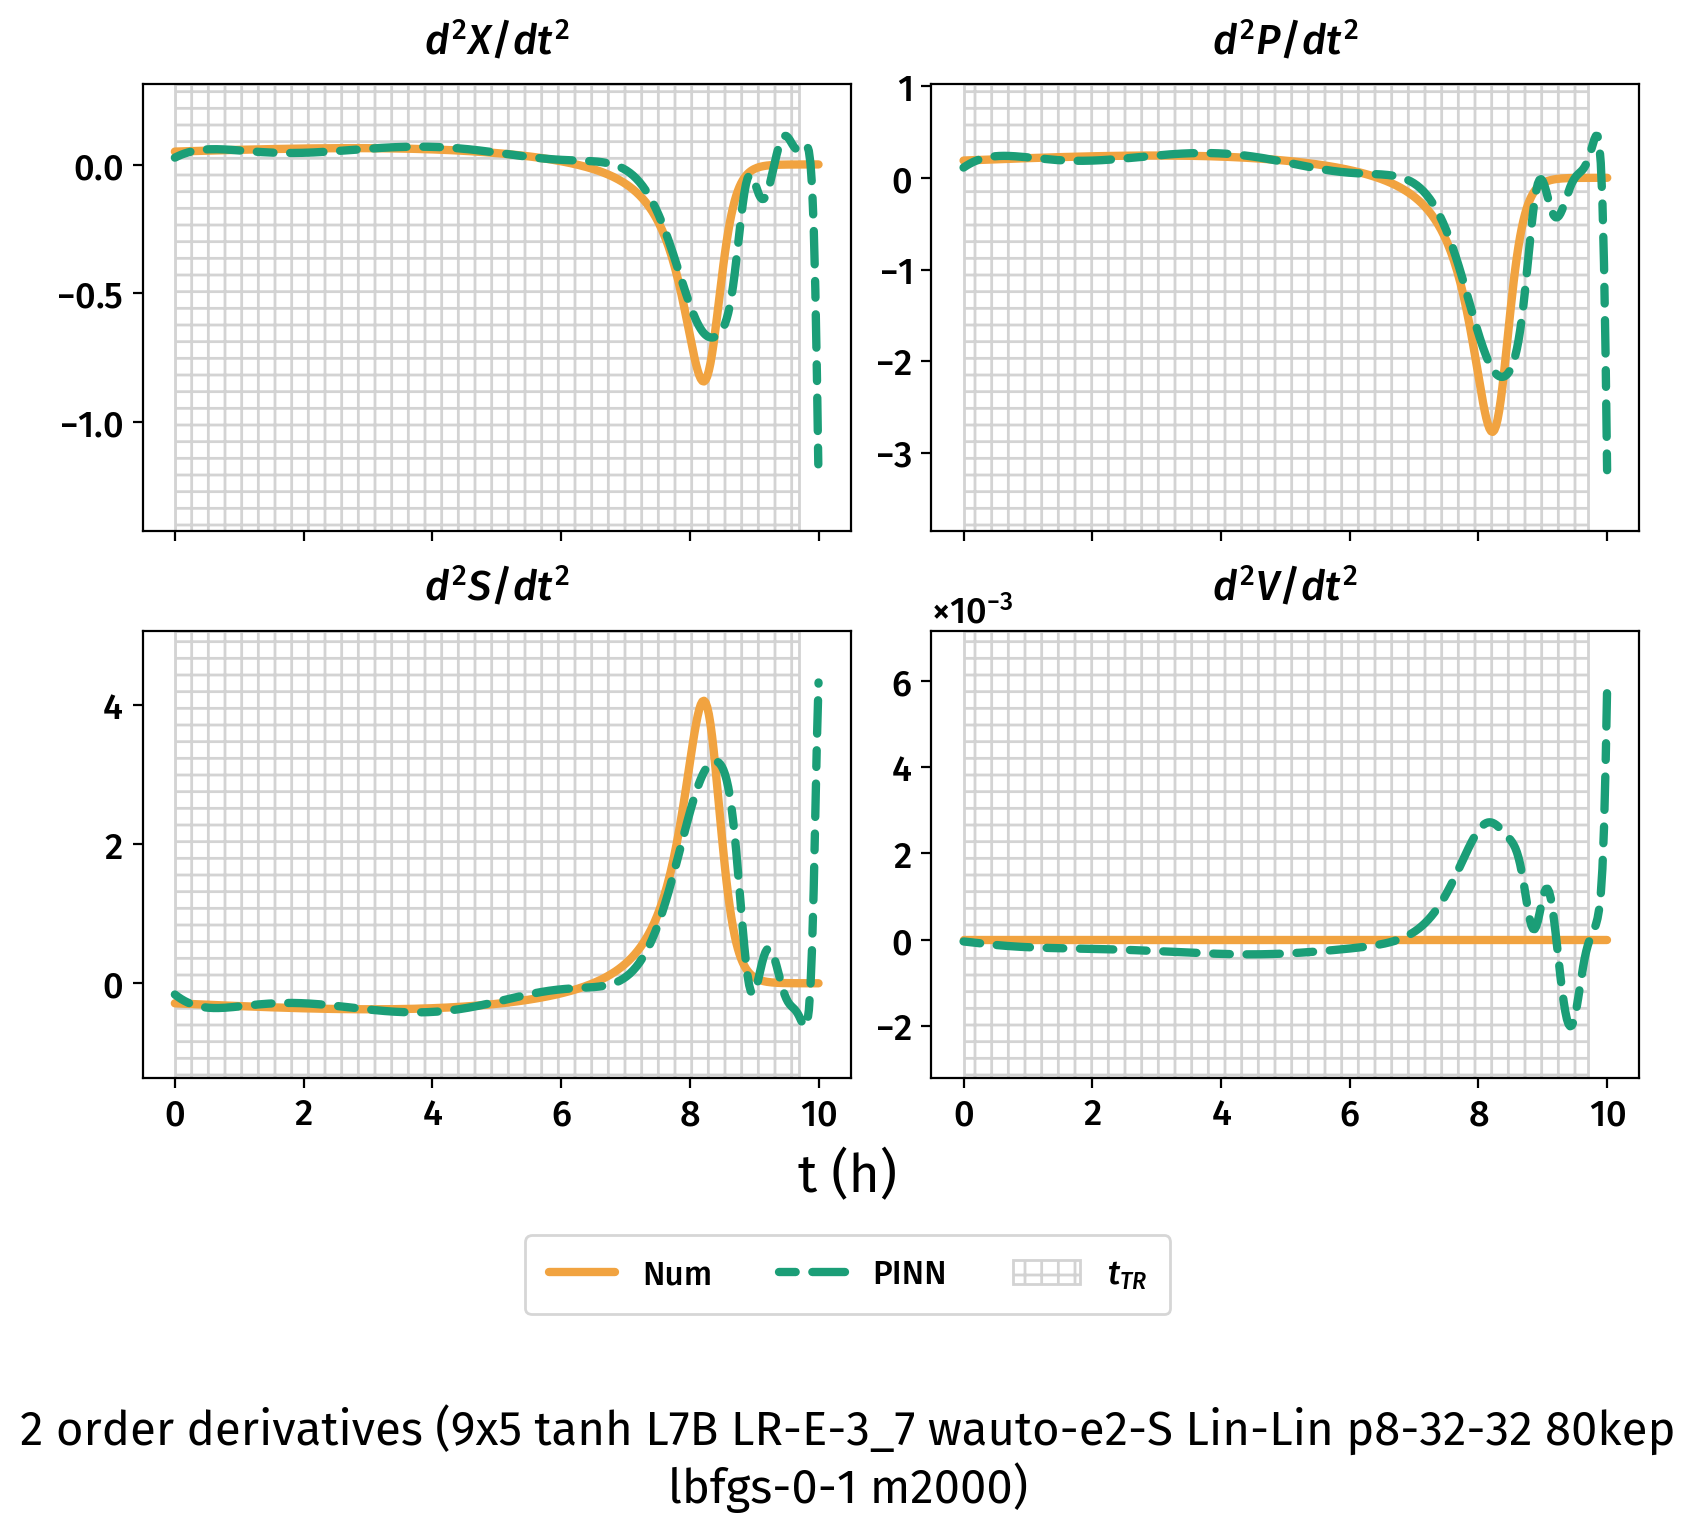 d²X/dt²
d²P/dt²
0.0
−0.5
−1.0
1
0
−1
−2
−3
d²S/dt²
d²V/dt²
×10⁻³
4
2
0
6
4
2
0
−2
0 2 4 6 8 10
0 2 4 6 8 10
t (h)
Num PINN t_TR
2 order derivatives (9x5 tanh L7B LR-E-3_7 wauto-e2-S Lin-Lin p8-32-32 80kep
lbfgs-0-1 m2000)